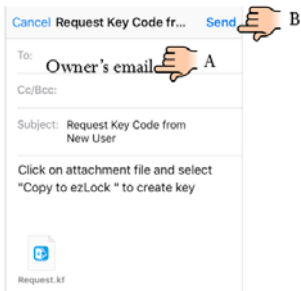 Cancel Request Key Code fr... Send B
To: Owner's email A
Cc/Bcc:
Subject: Request Key Code from
New User
Click on attachment file and select
"Copy to ezLock " to create key
Request.kf